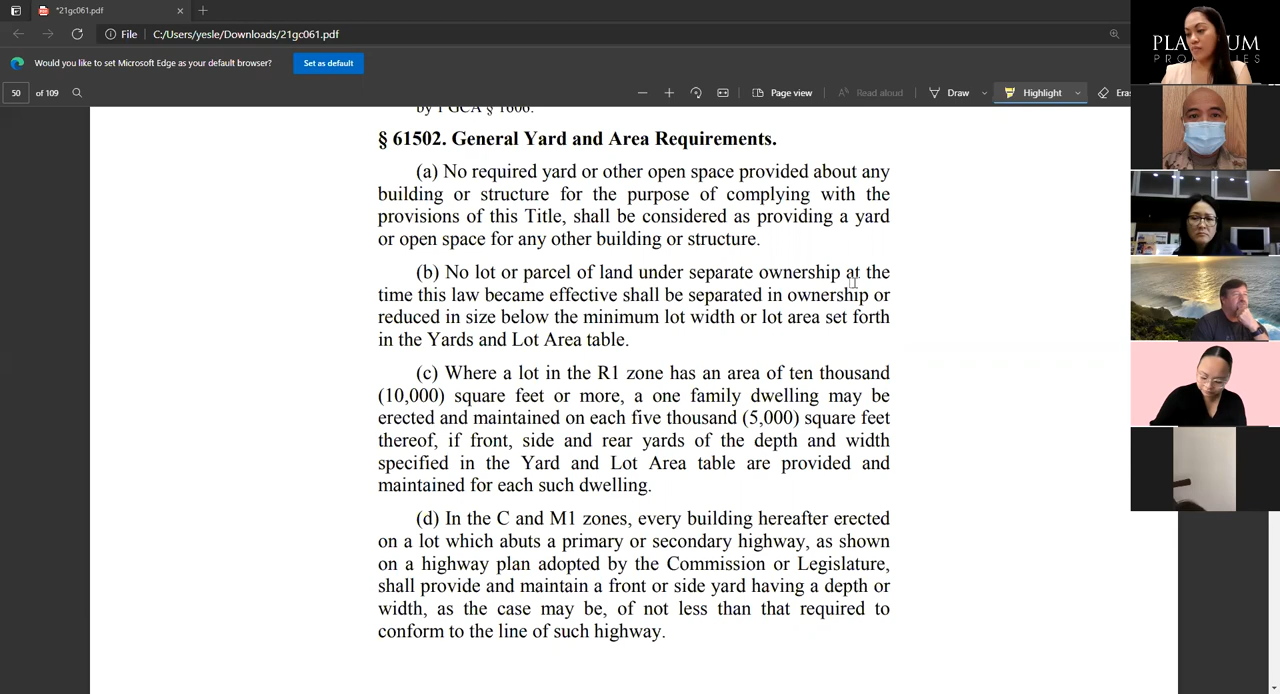 *21gc061.pdf
File C:/Users/yesle/Downloads/21gc061.pdf
Would you like to set Microsoft Edge as your default browser? Set as default
50 of 109 Page view Read aloud Draw Highlight
by 1 GCA § 1606.
§ 61502. General Yard and Area Requirements.
(a) No required yard or other open space provided about any
building or structure for the purpose of complying with the
provisions of this Title, shall be considered as providing a yard
or open space for any other building or structure.
(b) No lot or parcel of land under separate ownership at the
time this law became effective shall be separated in ownership or
reduced in size below the minimum lot width or lot area set forth
in the Yards and Lot Area table.
(c) Where a lot in the R1 zone has an area of ten thousand
(10,000) square feet or more, a one family dwelling may be
erected and maintained on each five thousand (5,000) square feet
thereof, if front, side and rear yards of the depth and width
specified in the Yard and Lot Area table are provided and
maintained for each such dwelling.
(d) In the C and M1 zones, every building hereafter erected
on a lot which abuts a primary or secondary highway, as shown
on a highway plan adopted by the Commission or Legislature,
shall provide and maintain a front or side yard having a depth or
width, as the case may be, of not less than that required to
conform to the line of such highway.